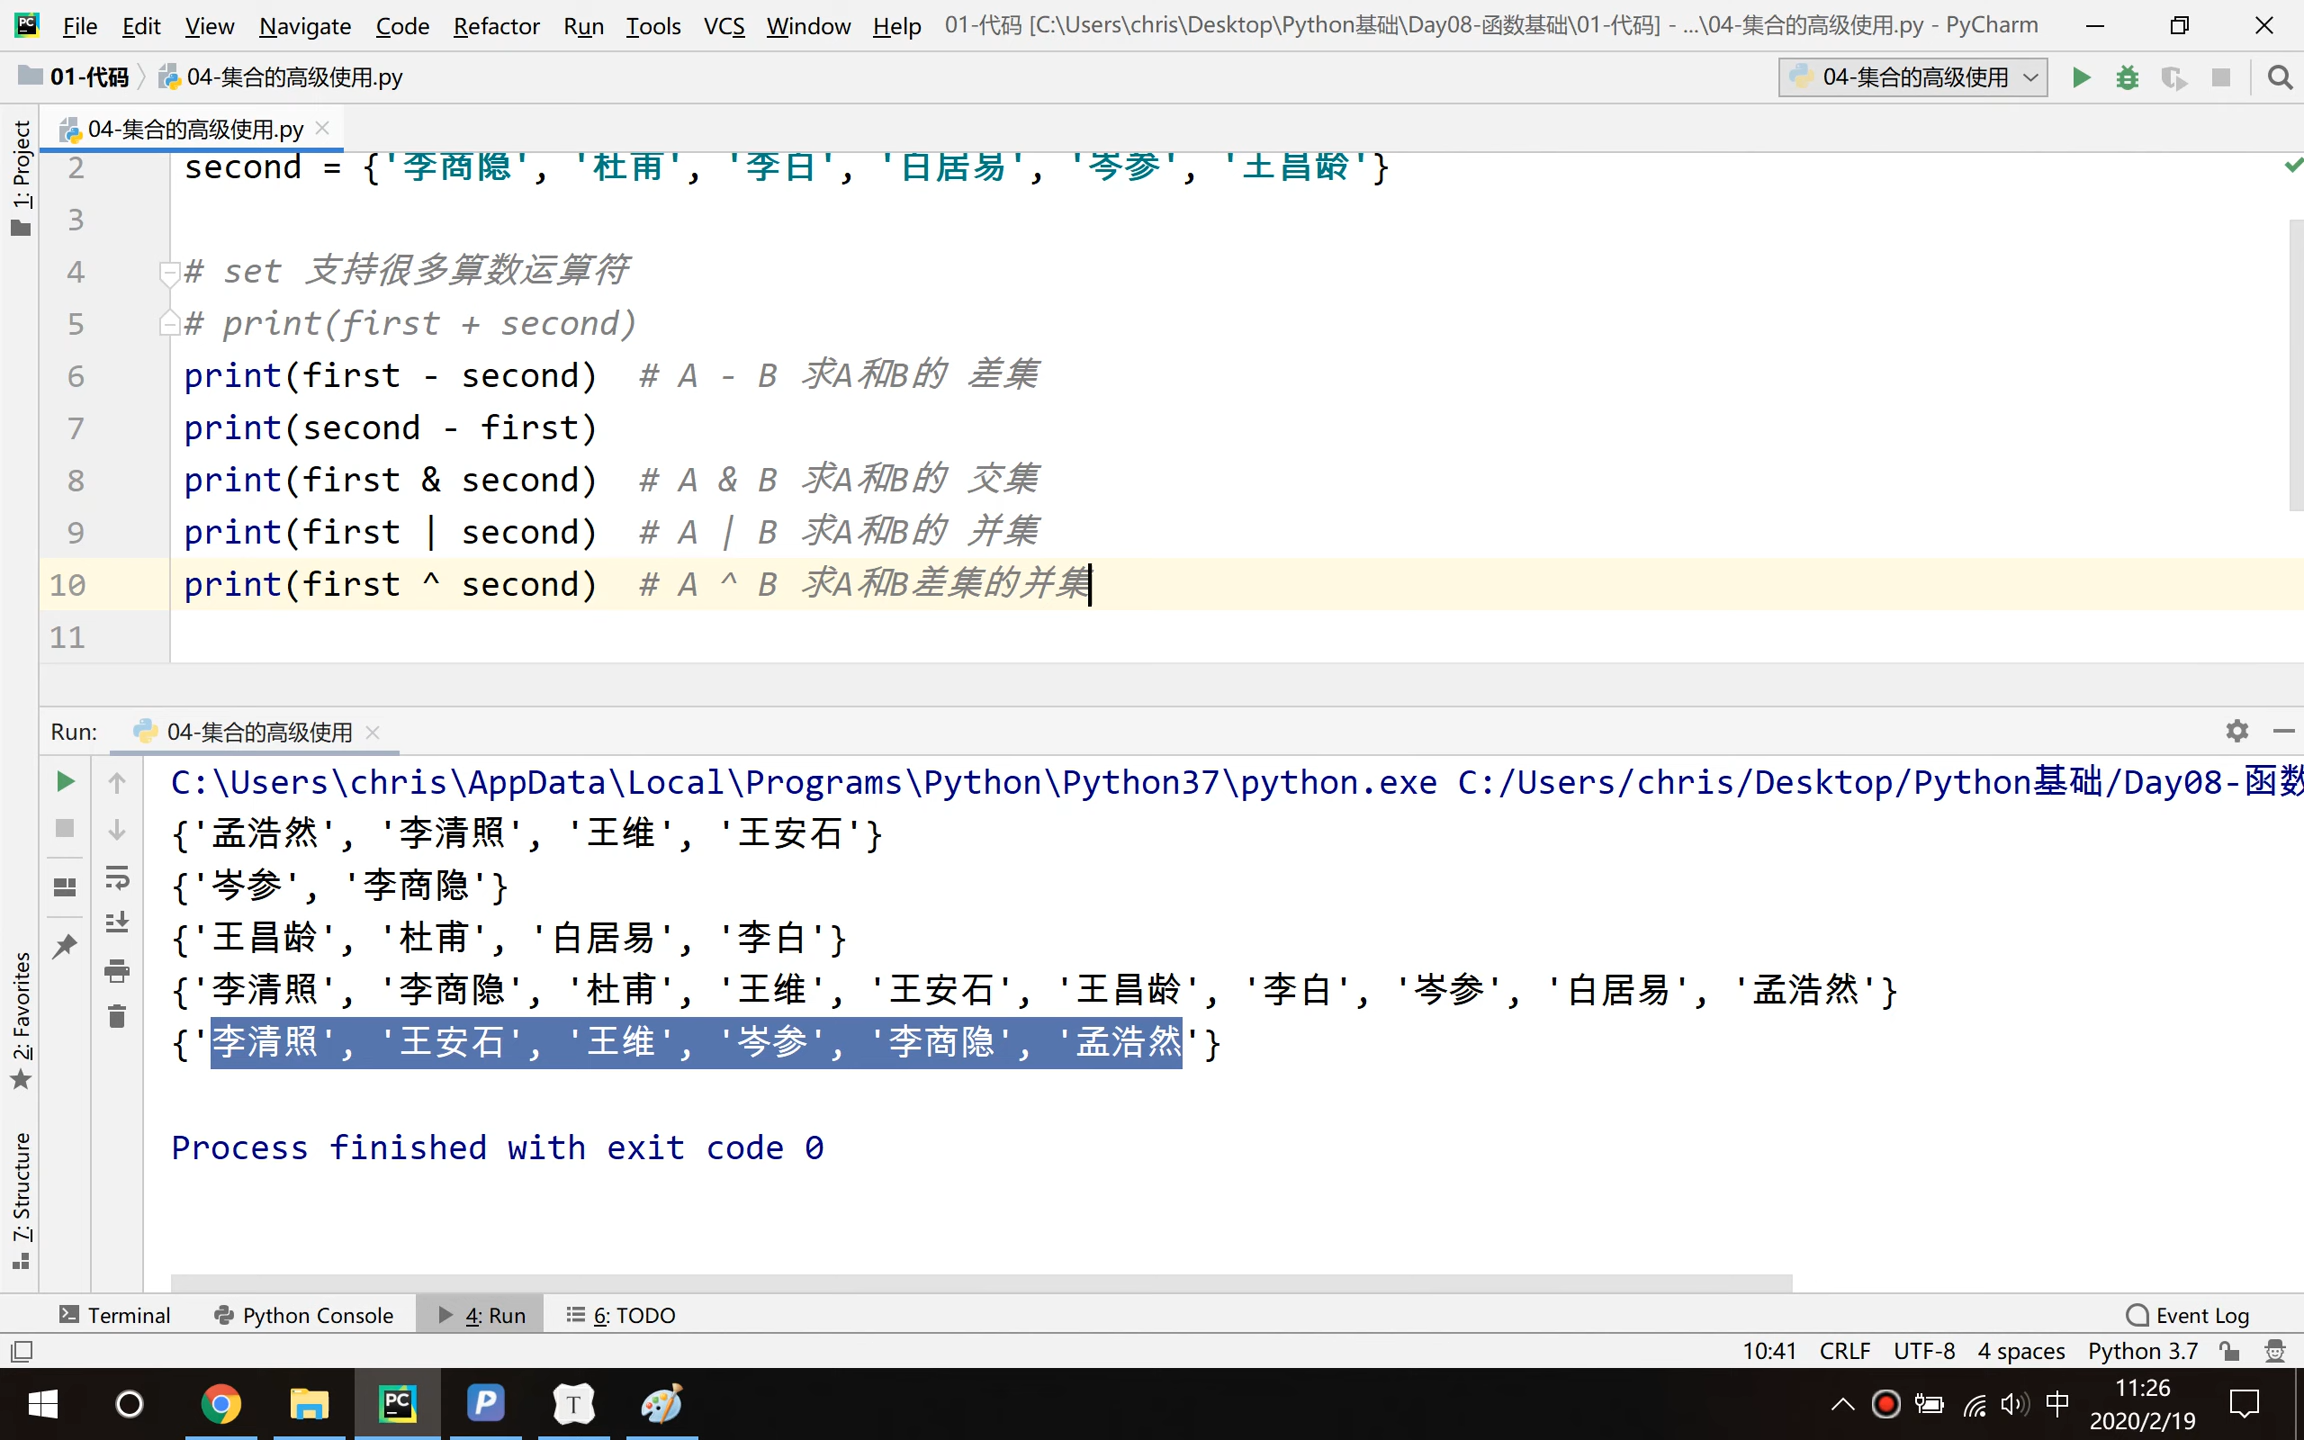 File Edit View Navigate Code Refactor Run Tools VCS Window Help 01-代码 [C:\Users\chris\Desktop\Python基础\Day08-函数基础\01-代码] - ...\04-集合的高级使用.py - PyCharm
01-代码 04-集合的高级使用.py 04-集合的高级使用
04-集合的高级使用.py
1: Project
2 second = {'李商隐', '杜甫', '李白', '白居易', '岑参', '王昌龄'}
3
4 # set 支持很多算数运算符
5 # print(first + second)
6 print(first - second)  # A - B 求A和B的 差集
7 print(second - first)
8 print(first & second)  # A & B 求A和B的 交集
9 print(first | second)  # A | B 求A和B的 并集
10 print(first ^ second)  # A ^ B 求A和B差集的并集
11
Run: 04-集合的高级使用
C:\Users\chris\AppData\Local\Programs\Python\Python37\python.exe C:/Users/chris/Desktop/Python基础/Day08-函数
{'孟浩然', '李清照', '王维', '王安石'}
{'岑参', '李商隐'}
{'王昌龄', '杜甫', '白居易', '李白'}
{'李清照', '李商隐', '杜甫', '王维', '王安石', '王昌龄', '李白', '岑参', '白居易', '孟浩然'}
{'李清照', '王安石', '王维', '岑参', '李商隐', '孟浩然'}
Process finished with exit code 0
2: Favorites
7: Structure
Terminal Python Console 4: Run 6: TODO Event Log
10:41 CRLF UTF-8 4 spaces Python 3.7
PC P T 中 11:26
2020/2/19